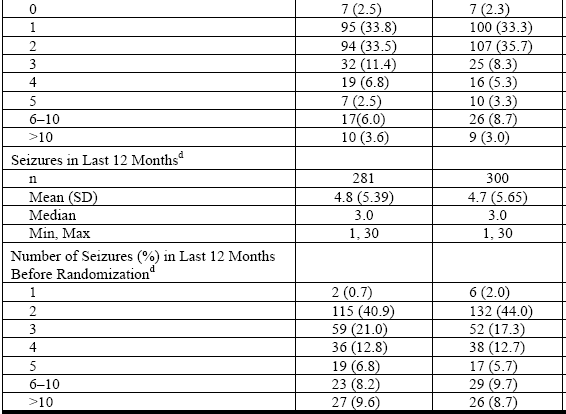 0 7 (2.5) 7 (2.3)
1 95 (33.8) 100 (33.3)
2 94 (33.5) 107 (35.7)
3 32 (11.4) 25 (8.3)
4 19 (6.8) 16 (5.3)
5 7 (2.5) 10 (3.3)
6–10 17(6.0) 26 (8.7)
>10 10 (3.6) 9 (3.0)
Seizures in Last 12 Months^d
n 281 300
Mean (SD) 4.8 (5.39) 4.7 (5.65)
Median 3.0 3.0
Min, Max 1, 30 1, 30
Number of Seizures (%) in Last 12 Months
Before Randomization^d
1 2 (0.7) 6 (2.0)
2 115 (40.9) 132 (44.0)
3 59 (21.0) 52 (17.3)
4 36 (12.8) 38 (12.7)
5 19 (6.8) 17 (5.7)
6–10 23 (8.2) 29 (9.7)
>10 27 (9.6) 26 (8.7)